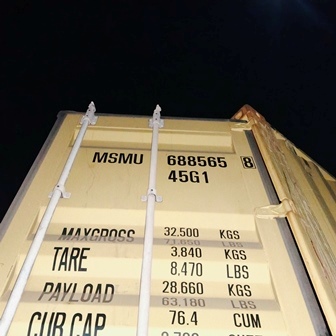 MSMU 688565 8
45G1
MAXGROSS 32.500 KGS
71.650 LBS
TARE 3.840 KGS
8,470 LBS
PAYLOAD 28.660 KGS
63.180 LBS
CUB.CAP. 76.4 CUM